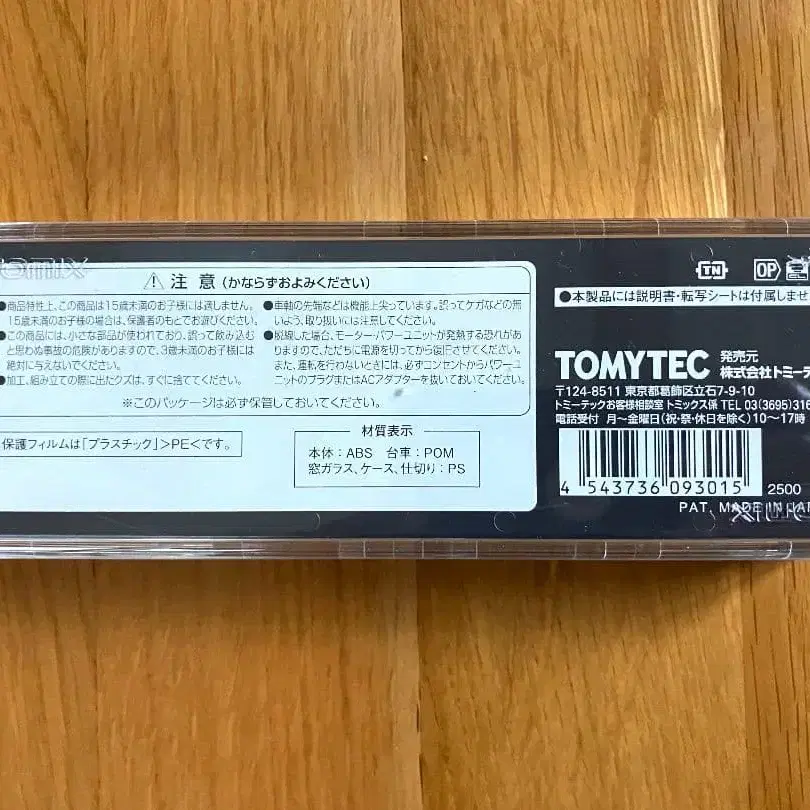 TOMIX
⚠ 注 意 (かならずおよみください)
●商品特性上、この商品は15歳未満のお子様には適しません。
15歳未満のお子様の場合は、保護者のもとでお遊びください。
●この商品には、小さな部品が使われており、誤って飲み込む
と思わぬ事故の危険がありますので、3歳未満のお子様には
絶対に与えないでください。
●加工、組み立ての際に出たクズは、すぐに捨ててください。
●車軸の先端などは機能上尖っています。誤ってケガなどの無
いよう、取り扱いには注意してください。
●脱線した場合、モーター・パワーユニットが発熱する恐れがあ
りますので、ただちに電源を切ってから復旧させてください。
また、運転を行わないときには、必ずコンセントからパワーユ
ニットのプラグまたはACアダプターを抜いておいてください。
※このパッケージは必ず保管しておいてください。
保護フィルムは「プラスチック」>PE<です。
材質表示
本体:ABS 台車:POM
窓ガラス、ケース、仕切り:PS
TN OP
●本製品には説明書・転写シートは付属しませ
TOMYTEC 発売元
株式会社トミーテ
〒124-8511 東京都葛飾区立石7-9-10
トミーテックお客様相談室 トミックス係 TEL 03(3695)316
電話受付 月〜金曜日(祝・祭・休日を除く)10〜17時
4 543736 093015
2500
PAT. MADE IN JAPA
TOMIX